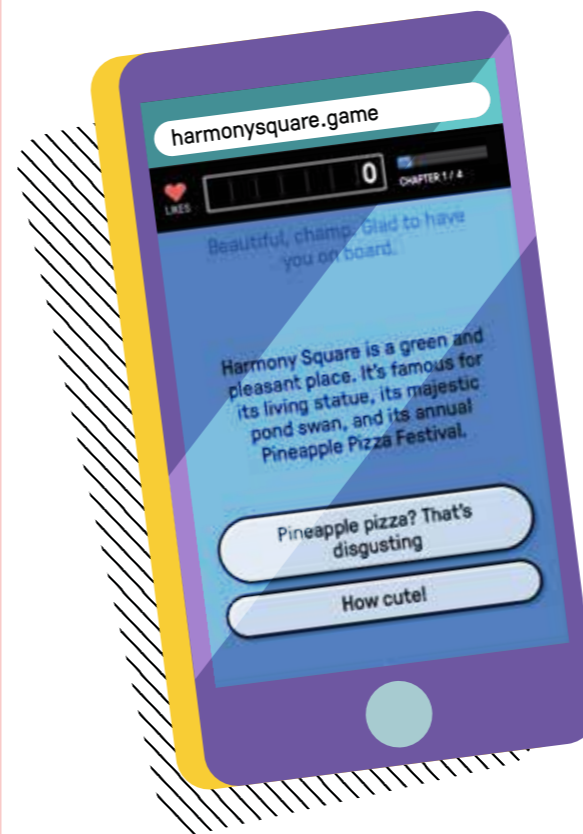 harmonysquare.game
LIKES
0
CHAPTER 1 / 4
Beautiful, champ. Glad to have
you on board.
Harmony Square is a green and
pleasant place. It's famous for
its living statue, its majestic
pond swan, and its annual
Pineapple Pizza Festival.
Pineapple pizza? That's
disgusting
How cute!